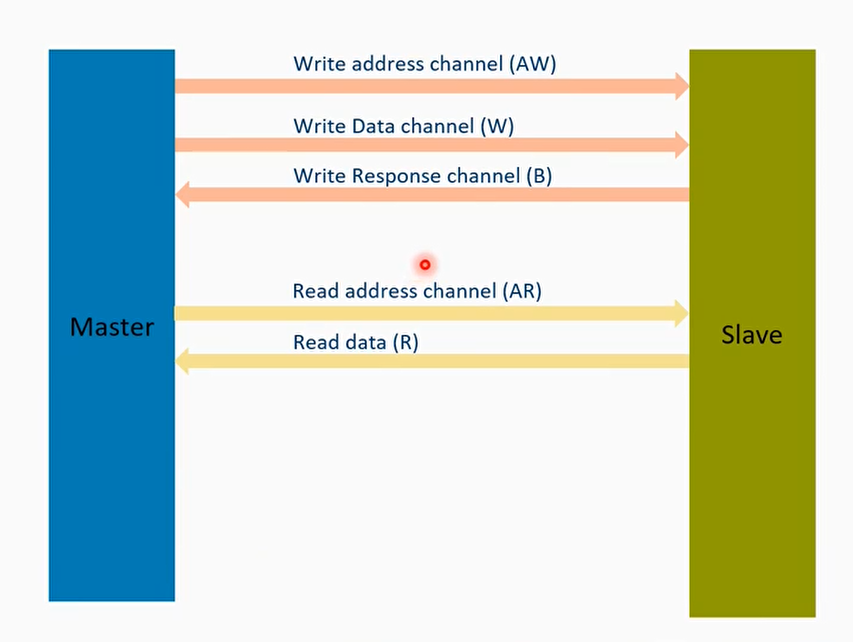 Write address channel (AW)
Write Data channel (W)
Write Response channel (B)
Read address channel (AR)
Master
Slave
Read data (R)